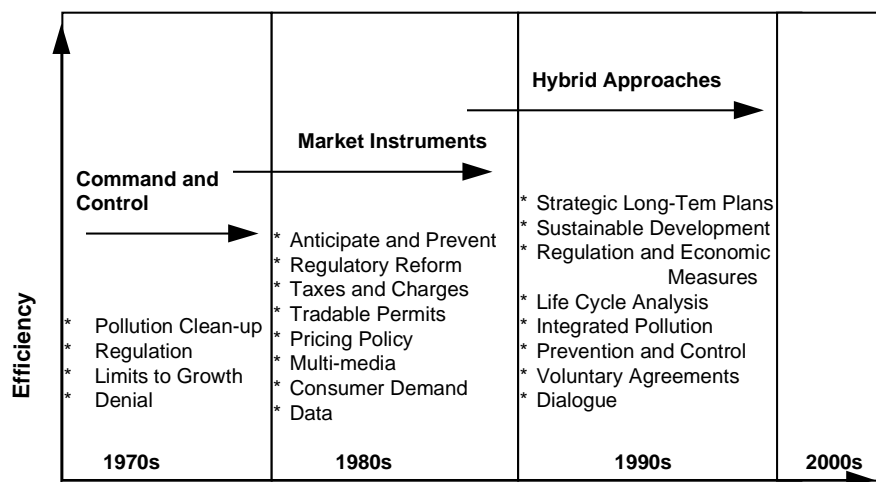 Efficiency
Command and
Control
* Pollution Clean-up
* Regulation
* Limits to Growth
* Denial
1970s
Market Instruments
* Anticipate and Prevent
* Regulatory Reform
* Taxes and Charges
* Tradable Permits
* Pricing Policy
* Multi-media
* Consumer Demand
* Data
1980s
Hybrid Approaches
* Strategic Long-Tem Plans
* Sustainable Development
* Regulation and Economic
Measures
* Life Cycle Analysis
* Integrated Pollution
* Prevention and Control
* Voluntary Agreements
* Dialogue
1990s
2000s